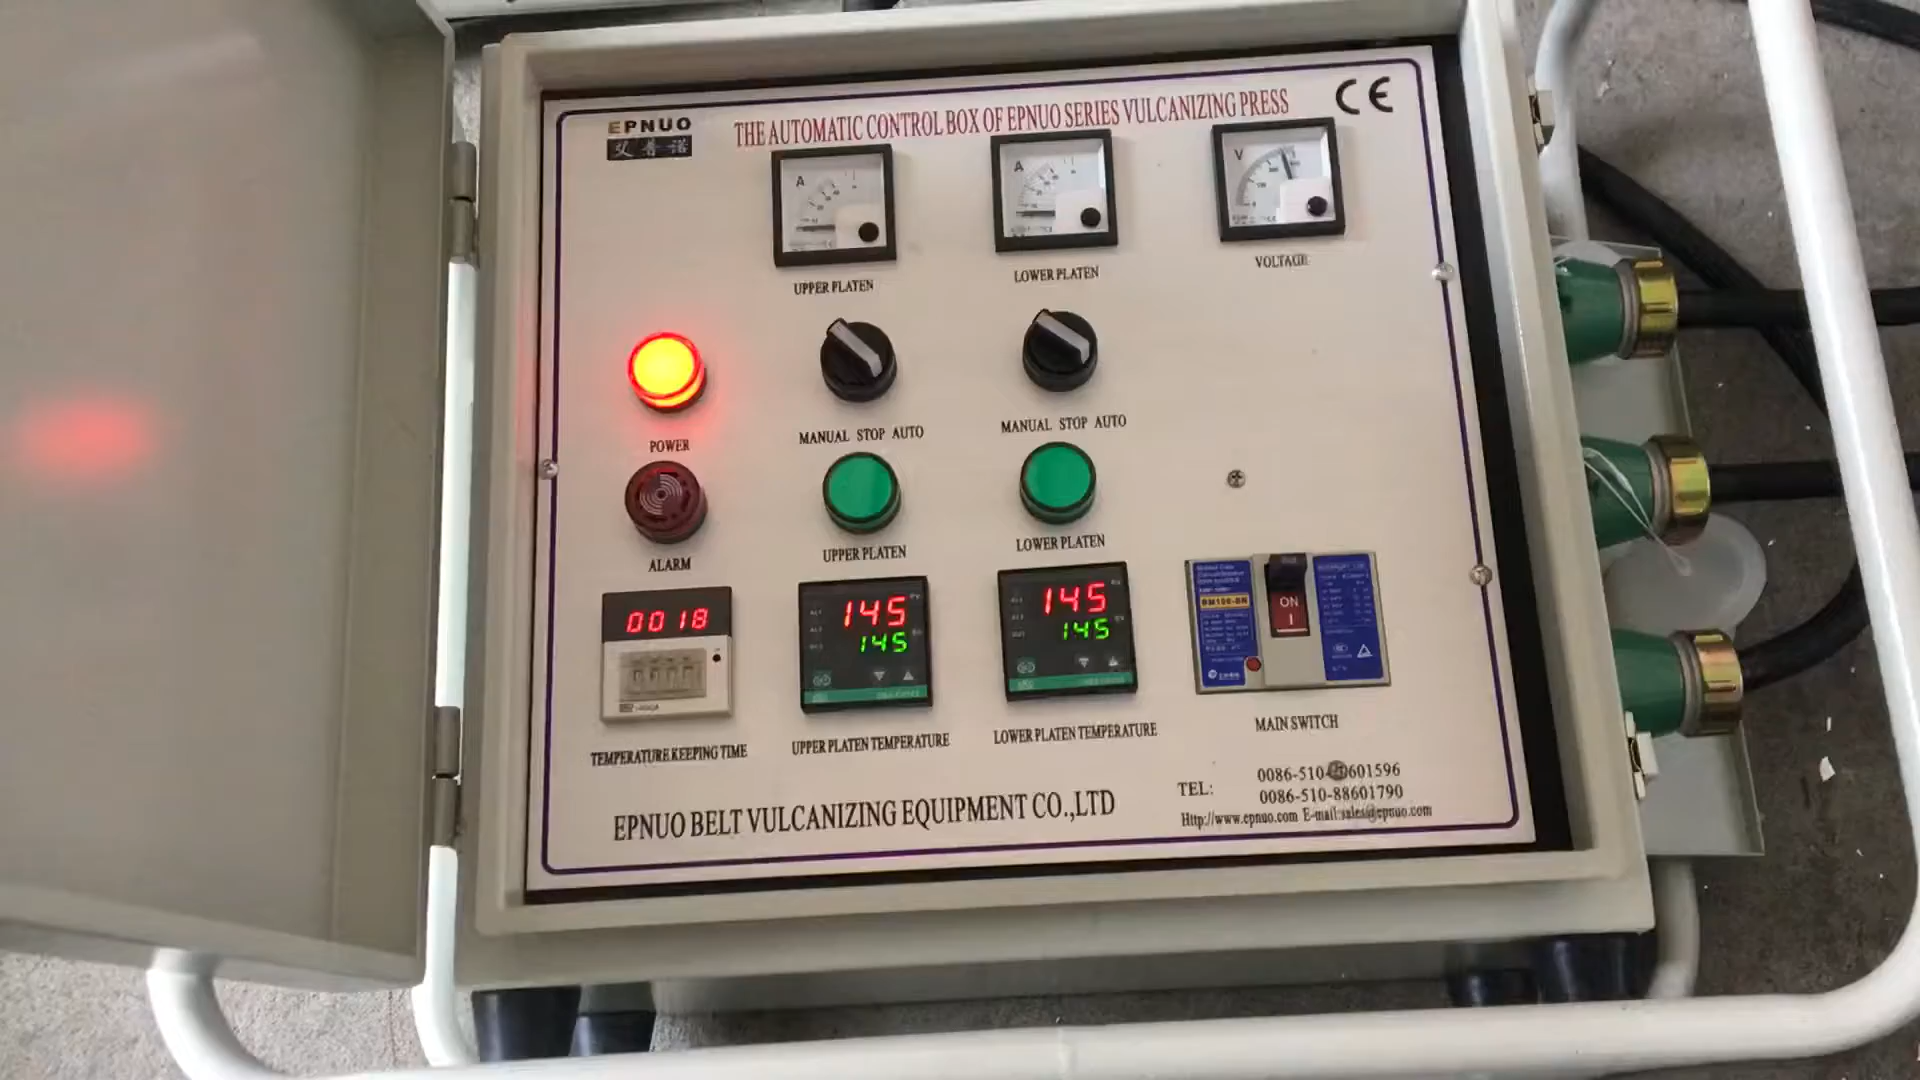 EPNUO
艾普诺
THE AUTOMATIC CONTROL BOX OF EPNUO SERIES VULCANIZING PRESS
CE
A
A
V
UPPER PLATEN
LOWER PLATEN
VOLTAGE
POWER
MANUAL STOP AUTO
MANUAL STOP AUTO
ALARM
UPPER PLATEN
LOWER PLATEN
0018
145
145
145
145
ON
I
TEMPERATURE KEEPING TIME
UPPER PLATEN TEMPERATURE
LOWER PLATEN TEMPERATURE
MAIN SWITCH
EPNUO BELT VULCANIZING EQUIPMENT CO.,LTD
TEL:
0086-510- 601596
0086-510-88601790
Http://www.epnuo.com E-mail:sales@epnuo.com